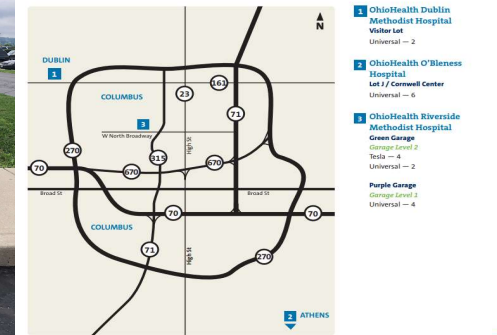 N
DUBLIN
1
161
COLUMBUS
23
71
3
W North Broadway
High St
270
315
670
70
670
Broad St
Broad St
70
70
COLUMBUS
71
High St
270
2 ATHENS
1 OhioHealth Dublin
Methodist Hospital
Visitor Lot
Universal — 2
2 OhioHealth O'Bleness
Hospital
Lot J / Cornwell Center
Universal — 6
3 OhioHealth Riverside
Methodist Hospital
Green Garage
Garage Level 2
Tesla — 4
Universal — 2
Purple Garage
Garage Level 1
Universal — 4